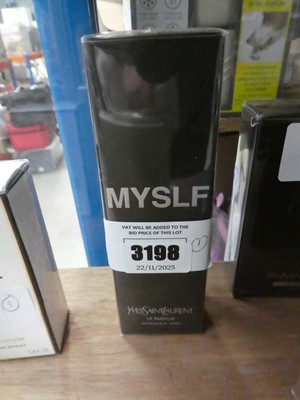 MYSLF
VAT WILL BE ADDED TO THE
BID PRICE OF THIS LOT
3198
22/11/2025
YVESSAINTLAURENT
LE PARFUM